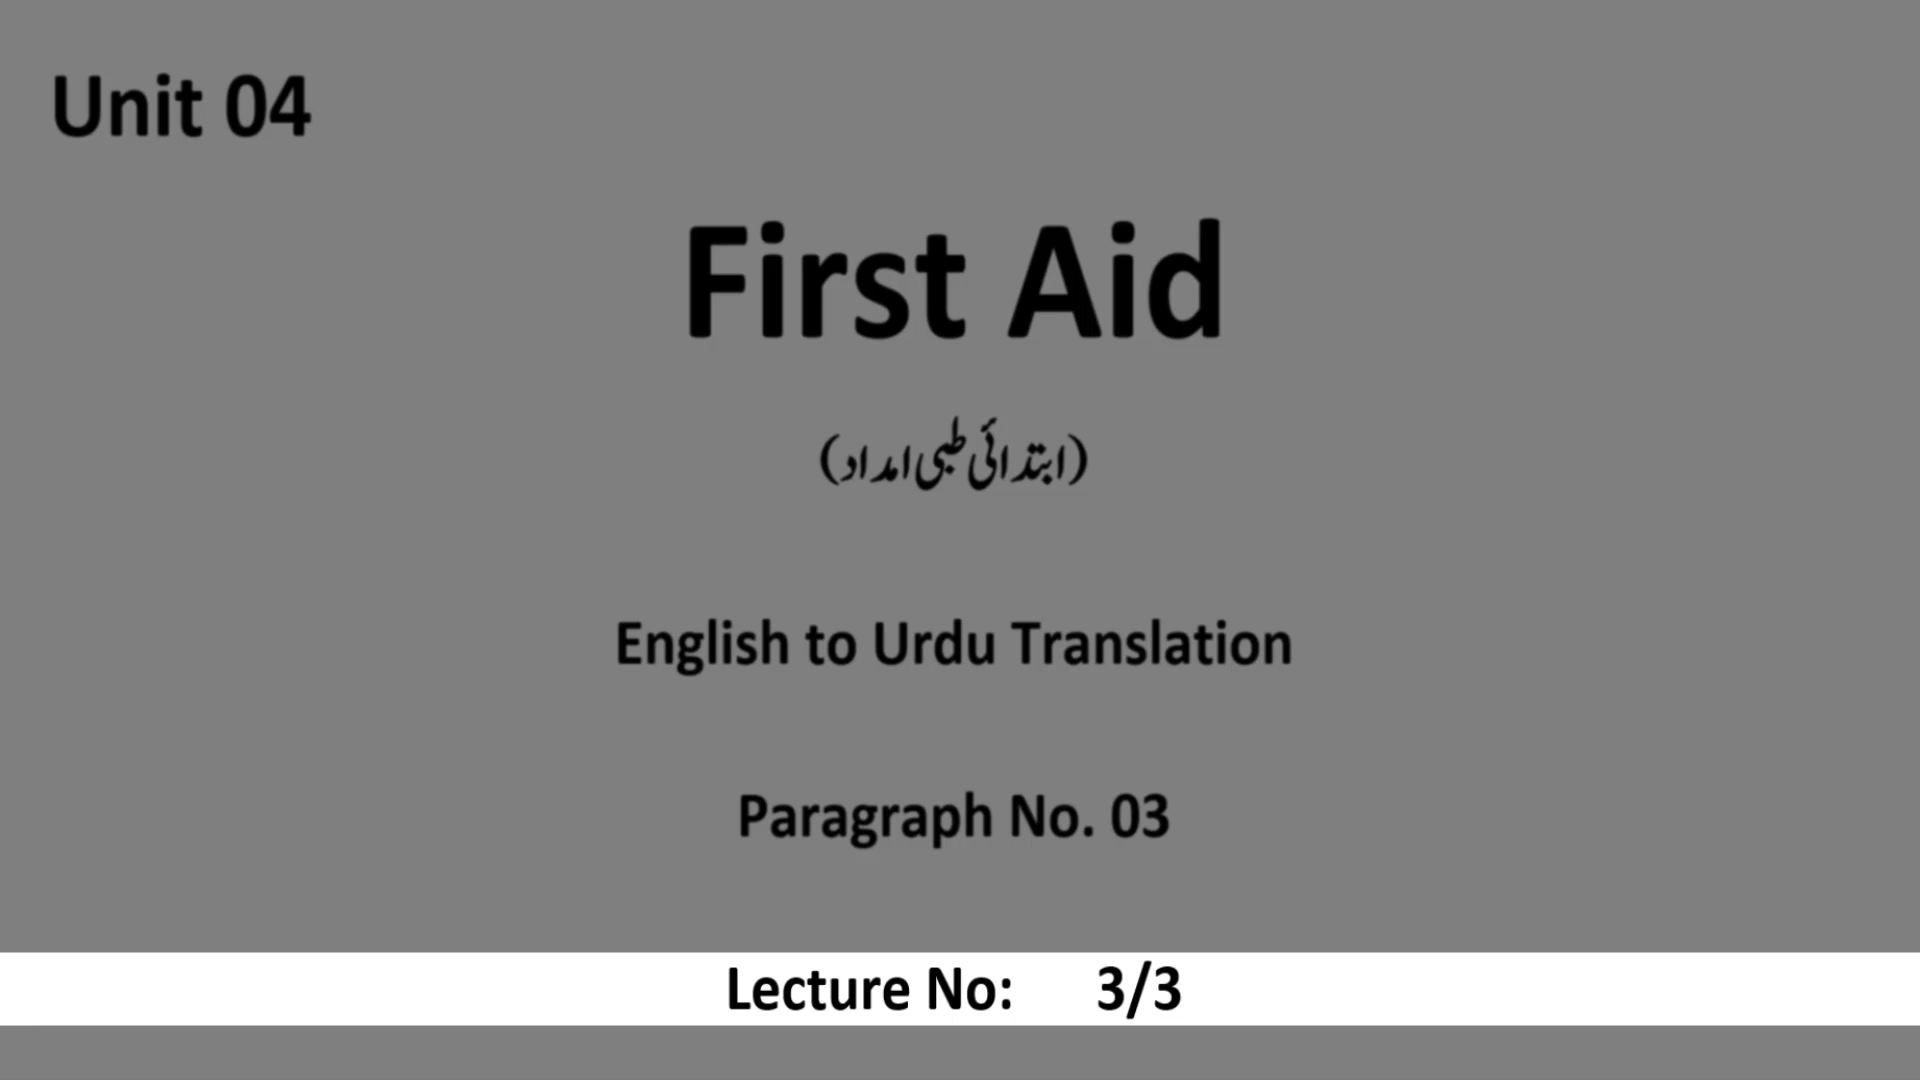 Unit 04
First Aid
(ابتدائی طبی امداد)
English to Urdu Translation
Paragraph No. 03
Lecture No: 3/3